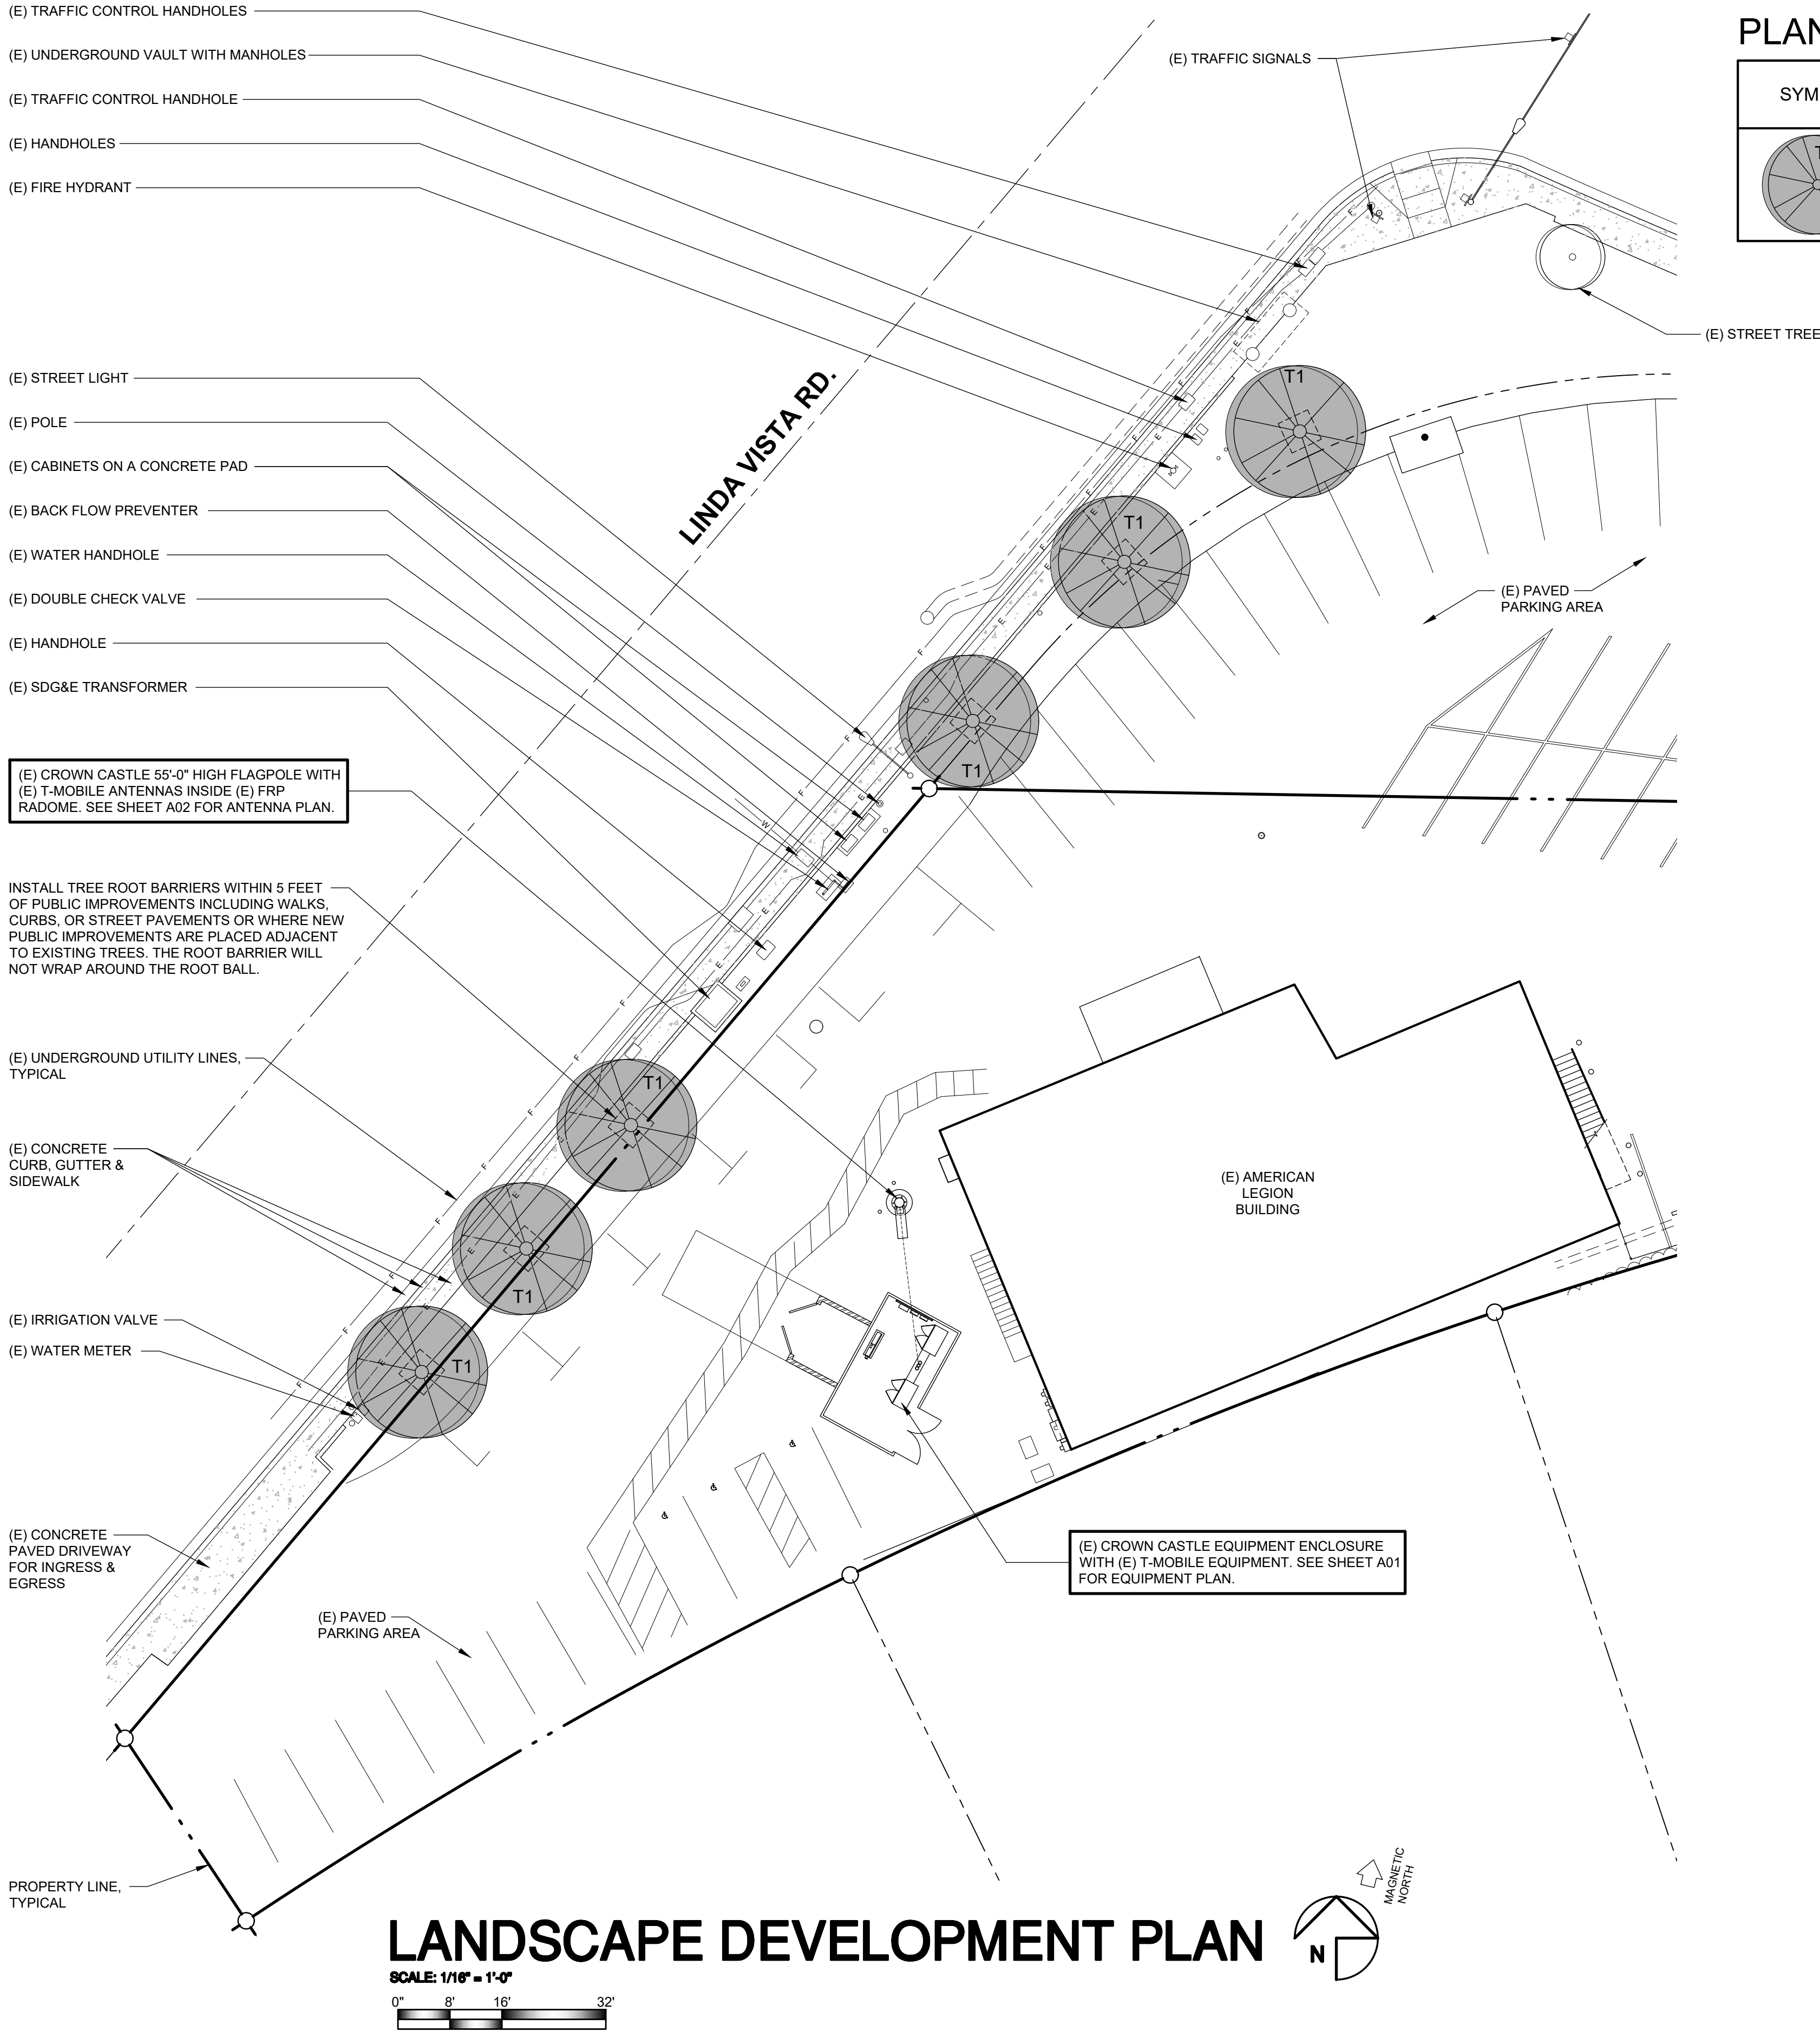 (E) TRAFFIC CONTROL HANDHOLES
(E) UNDERGROUND VAULT WITH MANHOLES
(E) TRAFFIC CONTROL HANDHOLE
(E) HANDHOLES
(E) FIRE HYDRANT
(E) TRAFFIC SIGNALS
PLAN
SYM
(E) STREET TREE
(E) STREET LIGHT
(E) POLE
(E) CABINETS ON A CONCRETE PAD
(E) BACK FLOW PREVENTER
(E) WATER HANDHOLE
(E) DOUBLE CHECK VALVE
(E) HANDHOLE
(E) SDG&E TRANSFORMER
LINDA VISTA RD.
T1
T1
T1
(E) PAVED
PARKING AREA
(E) CROWN CASTLE 55'-0" HIGH FLAGPOLE WITH
(E) T-MOBILE ANTENNAS INSIDE (E) FRP
RADOME. SEE SHEET A02 FOR ANTENNA PLAN.
INSTALL TREE ROOT BARRIERS WITHIN 5 FEET
OF PUBLIC IMPROVEMENTS INCLUDING WALKS,
CURBS, OR STREET PAVEMENTS OR WHERE NEW
PUBLIC IMPROVEMENTS ARE PLACED ADJACENT
TO EXISTING TREES. THE ROOT BARRIER WILL
NOT WRAP AROUND THE ROOT BALL.
(E) UNDERGROUND UTILITY LINES,
TYPICAL
T1
(E) CONCRETE
CURB, GUTTER &
SIDEWALK
(E) AMERICAN
LEGION
BUILDING
T1
(E) IRRIGATION VALVE
(E) WATER METER
T1
(E) CONCRETE
PAVED DRIVEWAY
FOR INGRESS &
EGRESS
(E) CROWN CASTLE EQUIPMENT ENCLOSURE
WITH (E) T-MOBILE EQUIPMENT. SEE SHEET A01
FOR EQUIPMENT PLAN.
(E) PAVED
PARKING AREA
PROPERTY LINE,
TYPICAL
MAGNETIC
NORTH
N
LANDSCAPE DEVELOPMENT PLAN
SCALE: 1/16" = 1'-0"
0" 8' 16' 32'